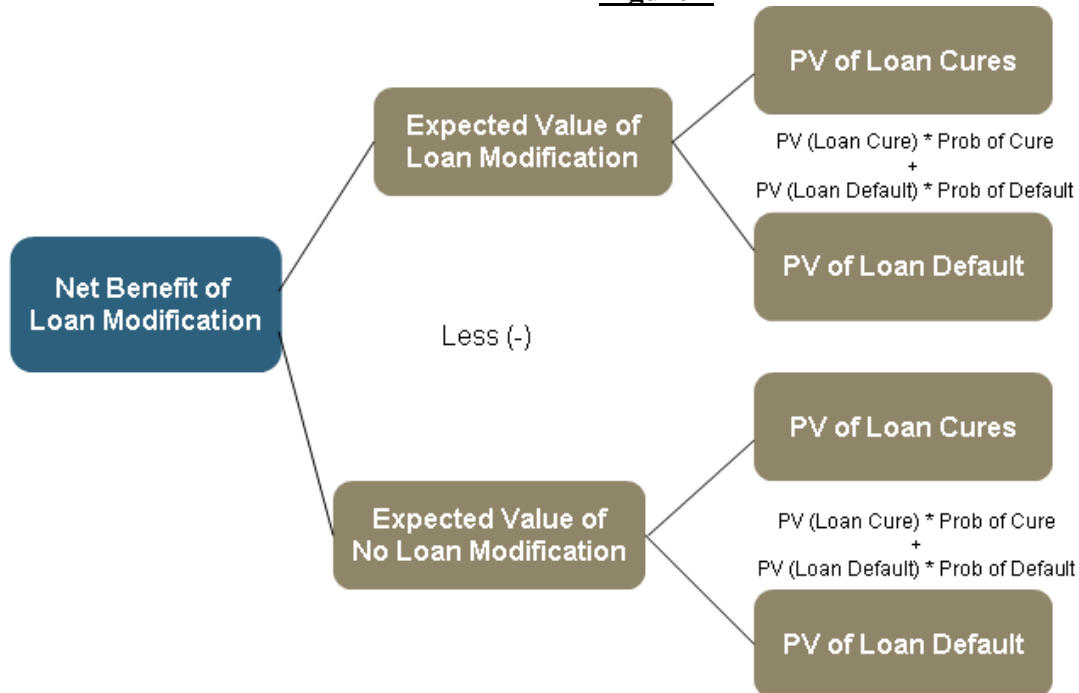 PV of Loan Cures
Expected Value of
Loan Modification
PV (Loan Cure) * Prob of Cure
+
PV (Loan Default) * Prob of Default
PV of Loan Default
Net Benefit of
Loan Modification
Less (-)
PV of Loan Cures
Expected Value of
No Loan Modification
PV (Loan Cure) * Prob of Cure
+
PV (Loan Default) * Prob of Default
PV of Loan Default